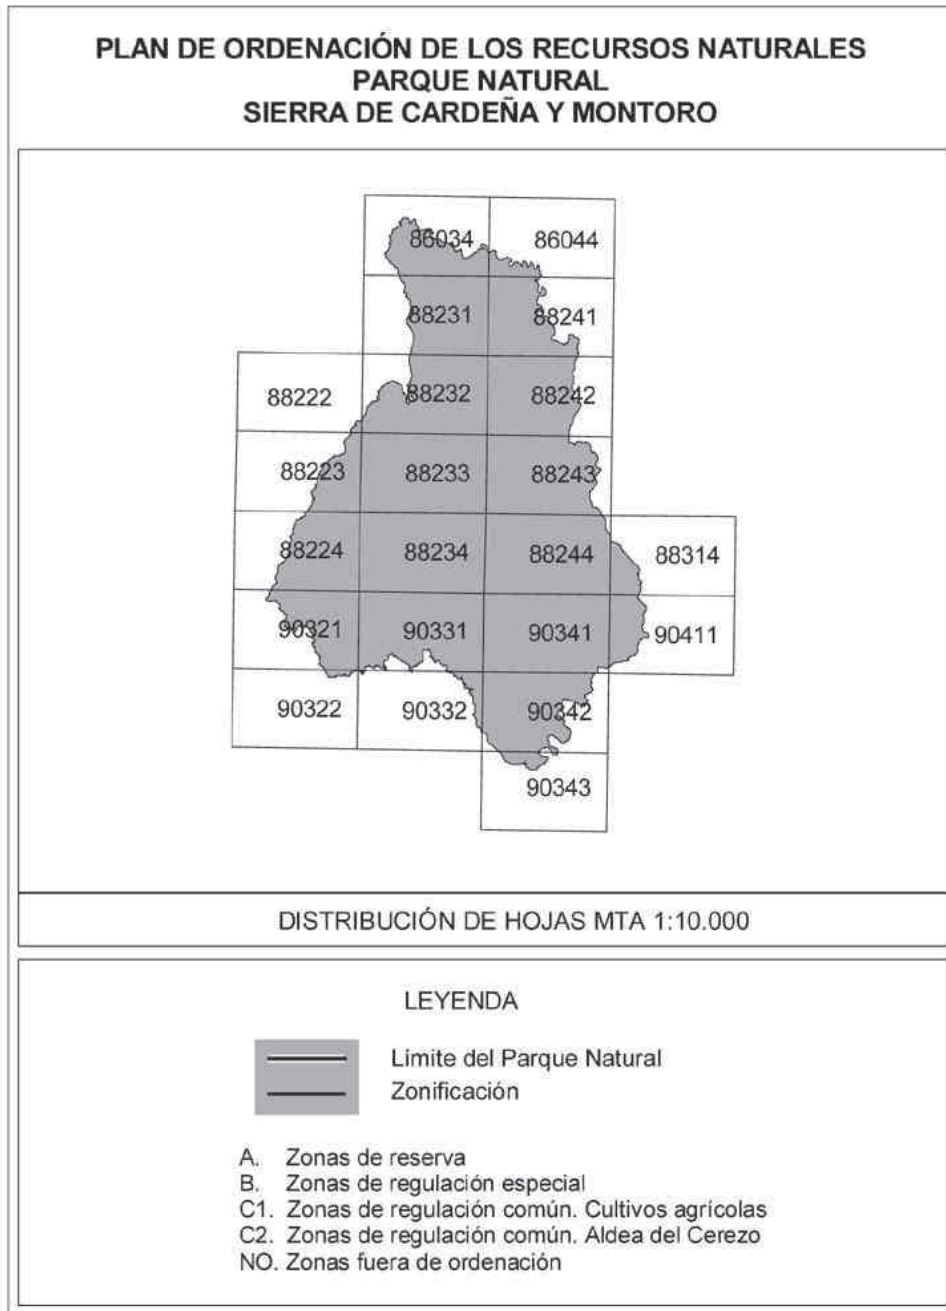 PLAN DE ORDENACIÓN DE LOS RECURSOS NATURALES
PARQUE NATURAL
SIERRA DE CARDEÑA Y MONTORO
86034 86044
88231 88241
88222 88232 88242
88223 88233 88243
88224 88234 88244 88314
90321 90331 90341 90411
90322 90332 90342
90343
DISTRIBUCIÓN DE HOJAS MTA 1:10.000
LEYENDA
Límite del Parque Natural
Zonificación
A. Zonas de reserva
B. Zonas de regulación especial
C1. Zonas de regulación común. Cultivos agrícolas
C2. Zonas de regulación común. Aldea del Cerezo
NO. Zonas fuera de ordenación